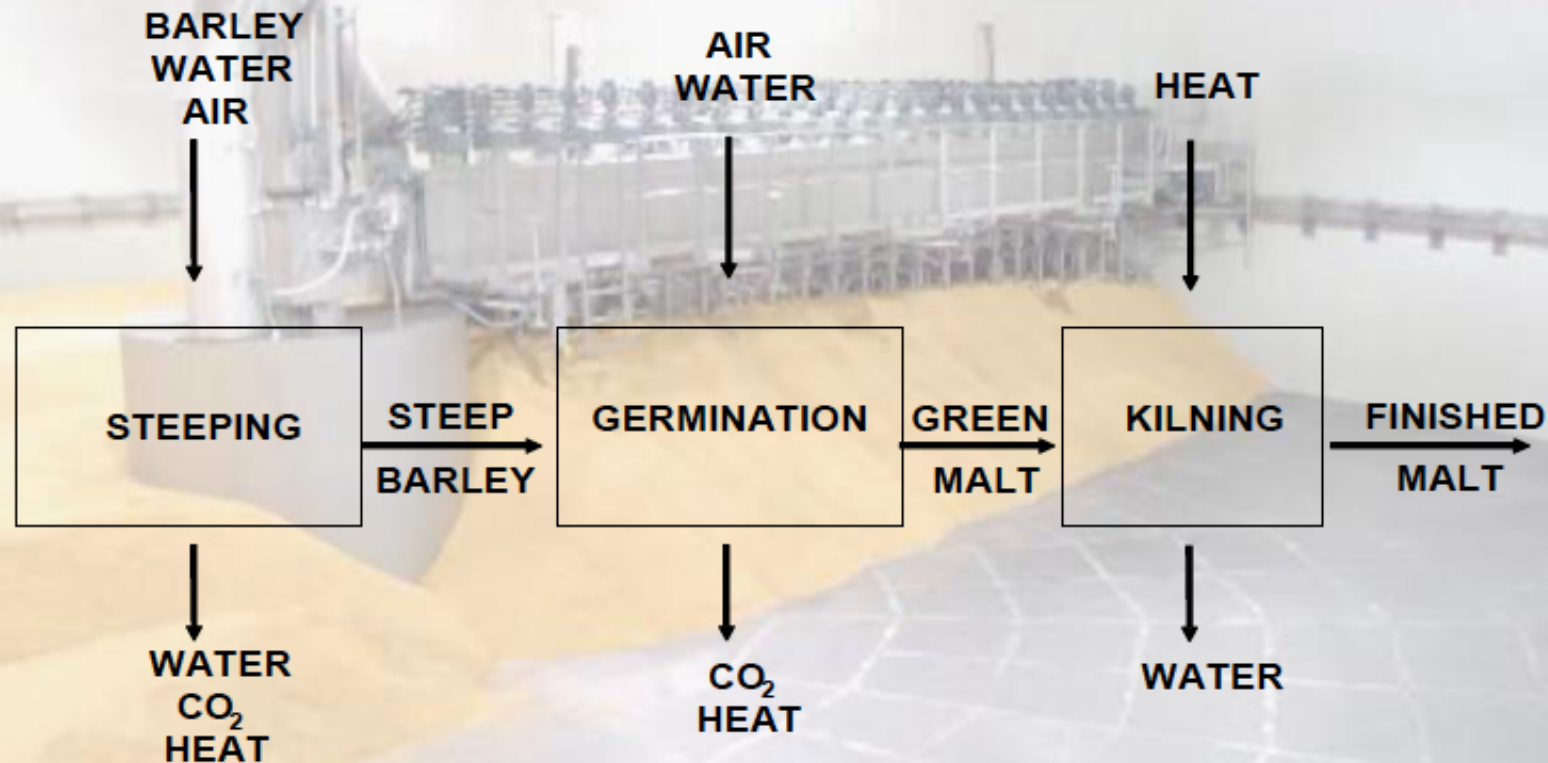 BARLEY
WATER
AIR
AIR
WATER
HEAT
STEEPING
STEEP
BARLEY
GERMINATION
GREEN
MALT
KILNING
FINISHED
MALT
WATER
CO₂
HEAT
CO₂
HEAT
WATER